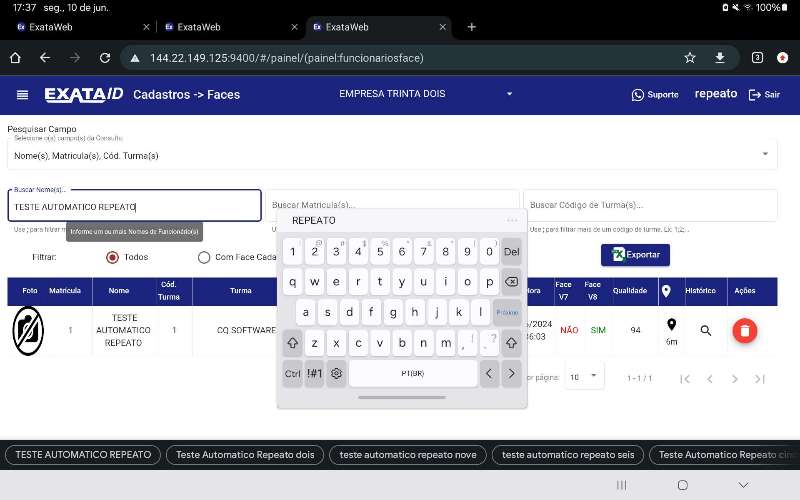 17:37 seg., 10 de jun. 100%
ExataWeb ExataWeb ExataWeb
144.22.149.125:9400/#/painel/(painel:funcionariosface) 3
EXATAID Cadastros -> Faces EMPRESA TRINTA DOIS Suporte repeato Sair
Pesquisar Campo
Selecione o(s) campo(s) da Consulta
Nome(s), Matricula(s), Cód. Turma(s)
Buscar Nome(s)...
TESTE AUTOMATICO REPEATO Buscar Matricula(s)... Buscar Código de Turma(s)...
Use ; para filtrar m Use ; para filtrar mais de um código de turma. Ex: 1;2;...
Informe um ou mais Nomes de Funcionário(s)
REPEATO ...
Filtrar: Todos Com Face Cada Exportar
1 2 3 4 5 6 7 8 9 0 Del
q w e r t y u i o p
a s d f g h j k l Próximo
z x c v b n m , ! . ?
Ctrl !#1 PT(BR) < >
Foto Matrícula Nome Cód. Turma Turma Hora Face V7 Face V8 Qualidade Histórico Ações
1 TESTE AUTOMATICO REPEATO 1 CQ.SOFTWARE /2024 NÃO SIM 94 6m
por página: 10 1 - 1 / 1
TESTE AUTOMATICO REPEATO Teste Automatico Repeato dois teste automatico repeato nove teste automatico repeato seis Teste Automatico Repeato cinc